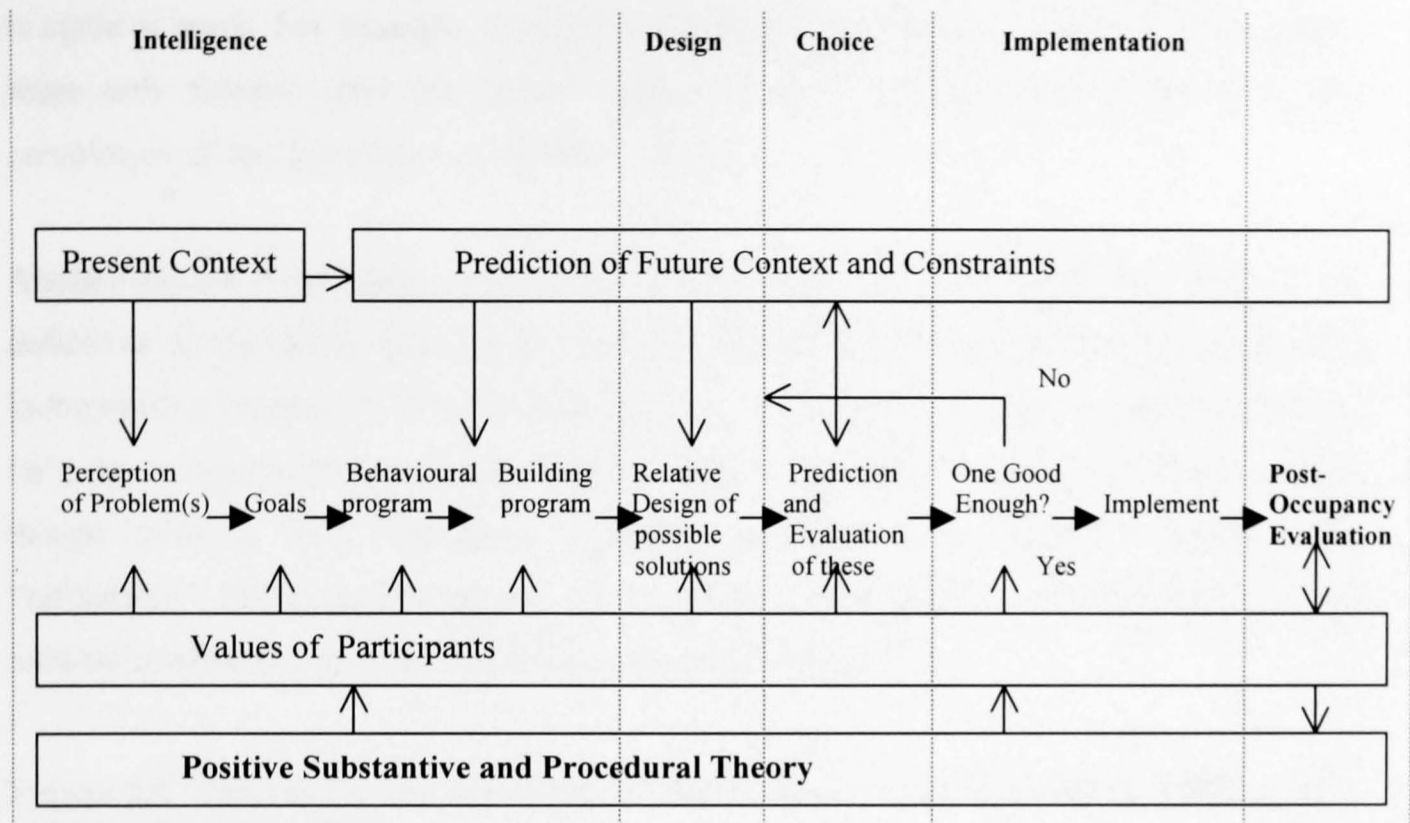 Intelligence
Design
Choice
Implementation
Present Context
Prediction of Future Context and Constraints
No
Perception
of Problem(s)
Goals
Behavioural
program
Building
program
Relative
Design of
possible
solutions
Prediction
and
Evaluation
of these
One Good
Enough?
Implement
Post-
Occupancy
Evaluation
Yes
Values of Participants
Positive Substantive and Procedural Theory